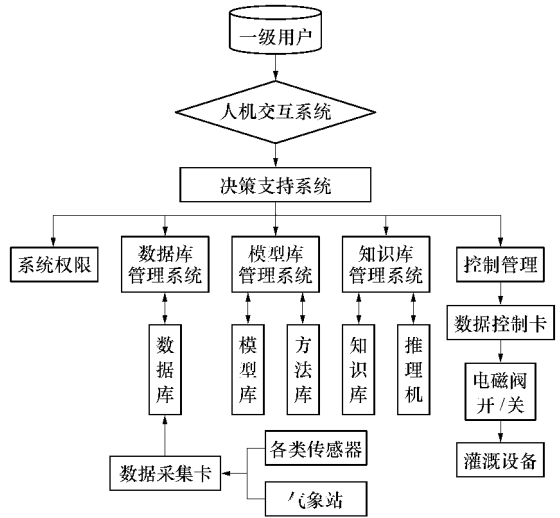 一级用户
人机交互系统
决策支持系统
系统权限
数据库
管理系统
模型库
管理系统
知识库
管理系统
控制管理
数据库
模型库
方法库
知识库
推理机
数据控制卡
电磁阀
开/关
灌溉设备
数据采集卡
各类传感器
气象站